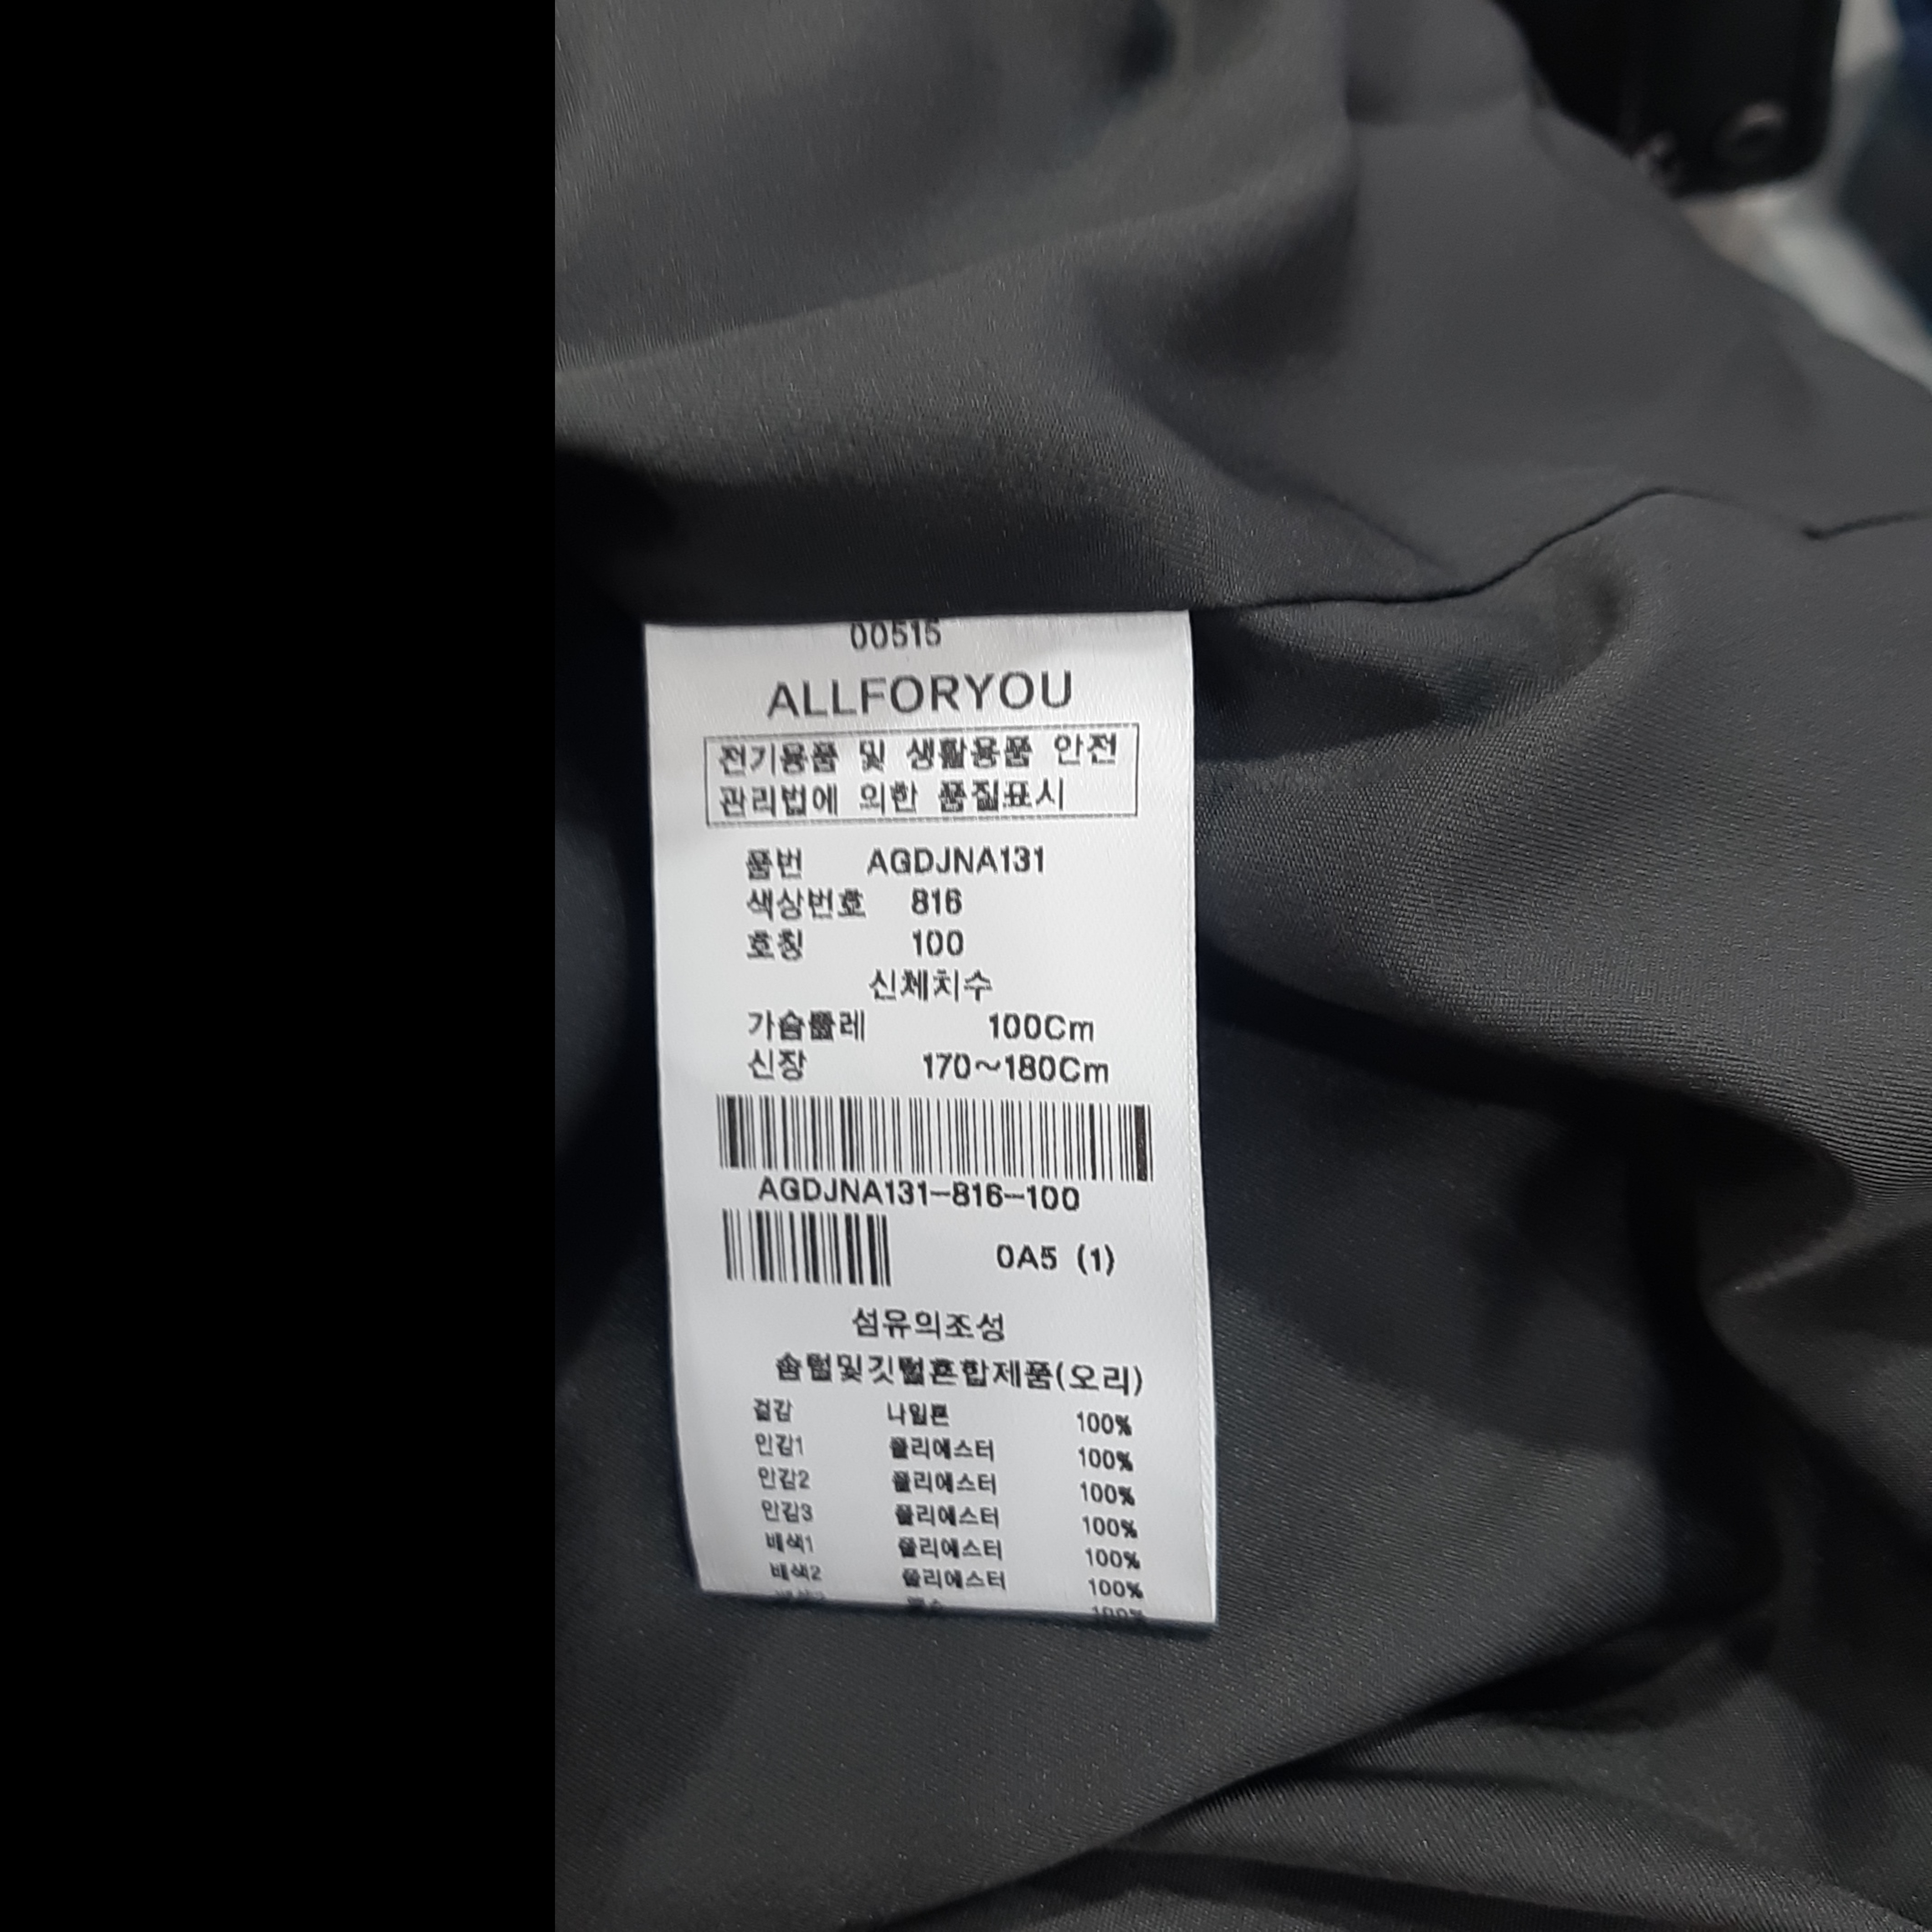 00515
ALLFORYOU
전기용품 및 생활용품 안전
관리법에 의한 품질표시
품번 AGDJNA131
색상번호 816
호칭 100
신체치수
가슴둘레 100Cm
신장 170~180Cm
AGDJNA131-816-100
0A5 (1)
섬유의조성
솜털및깃털혼합제품(오리)
겉감 나일론 100%
안감1 폴리에스터 100%
안감2 폴리에스터 100%
안감3 폴리에스터 100%
배색1 폴리에스터 100%
배색2 폴리에스터 100%
100%